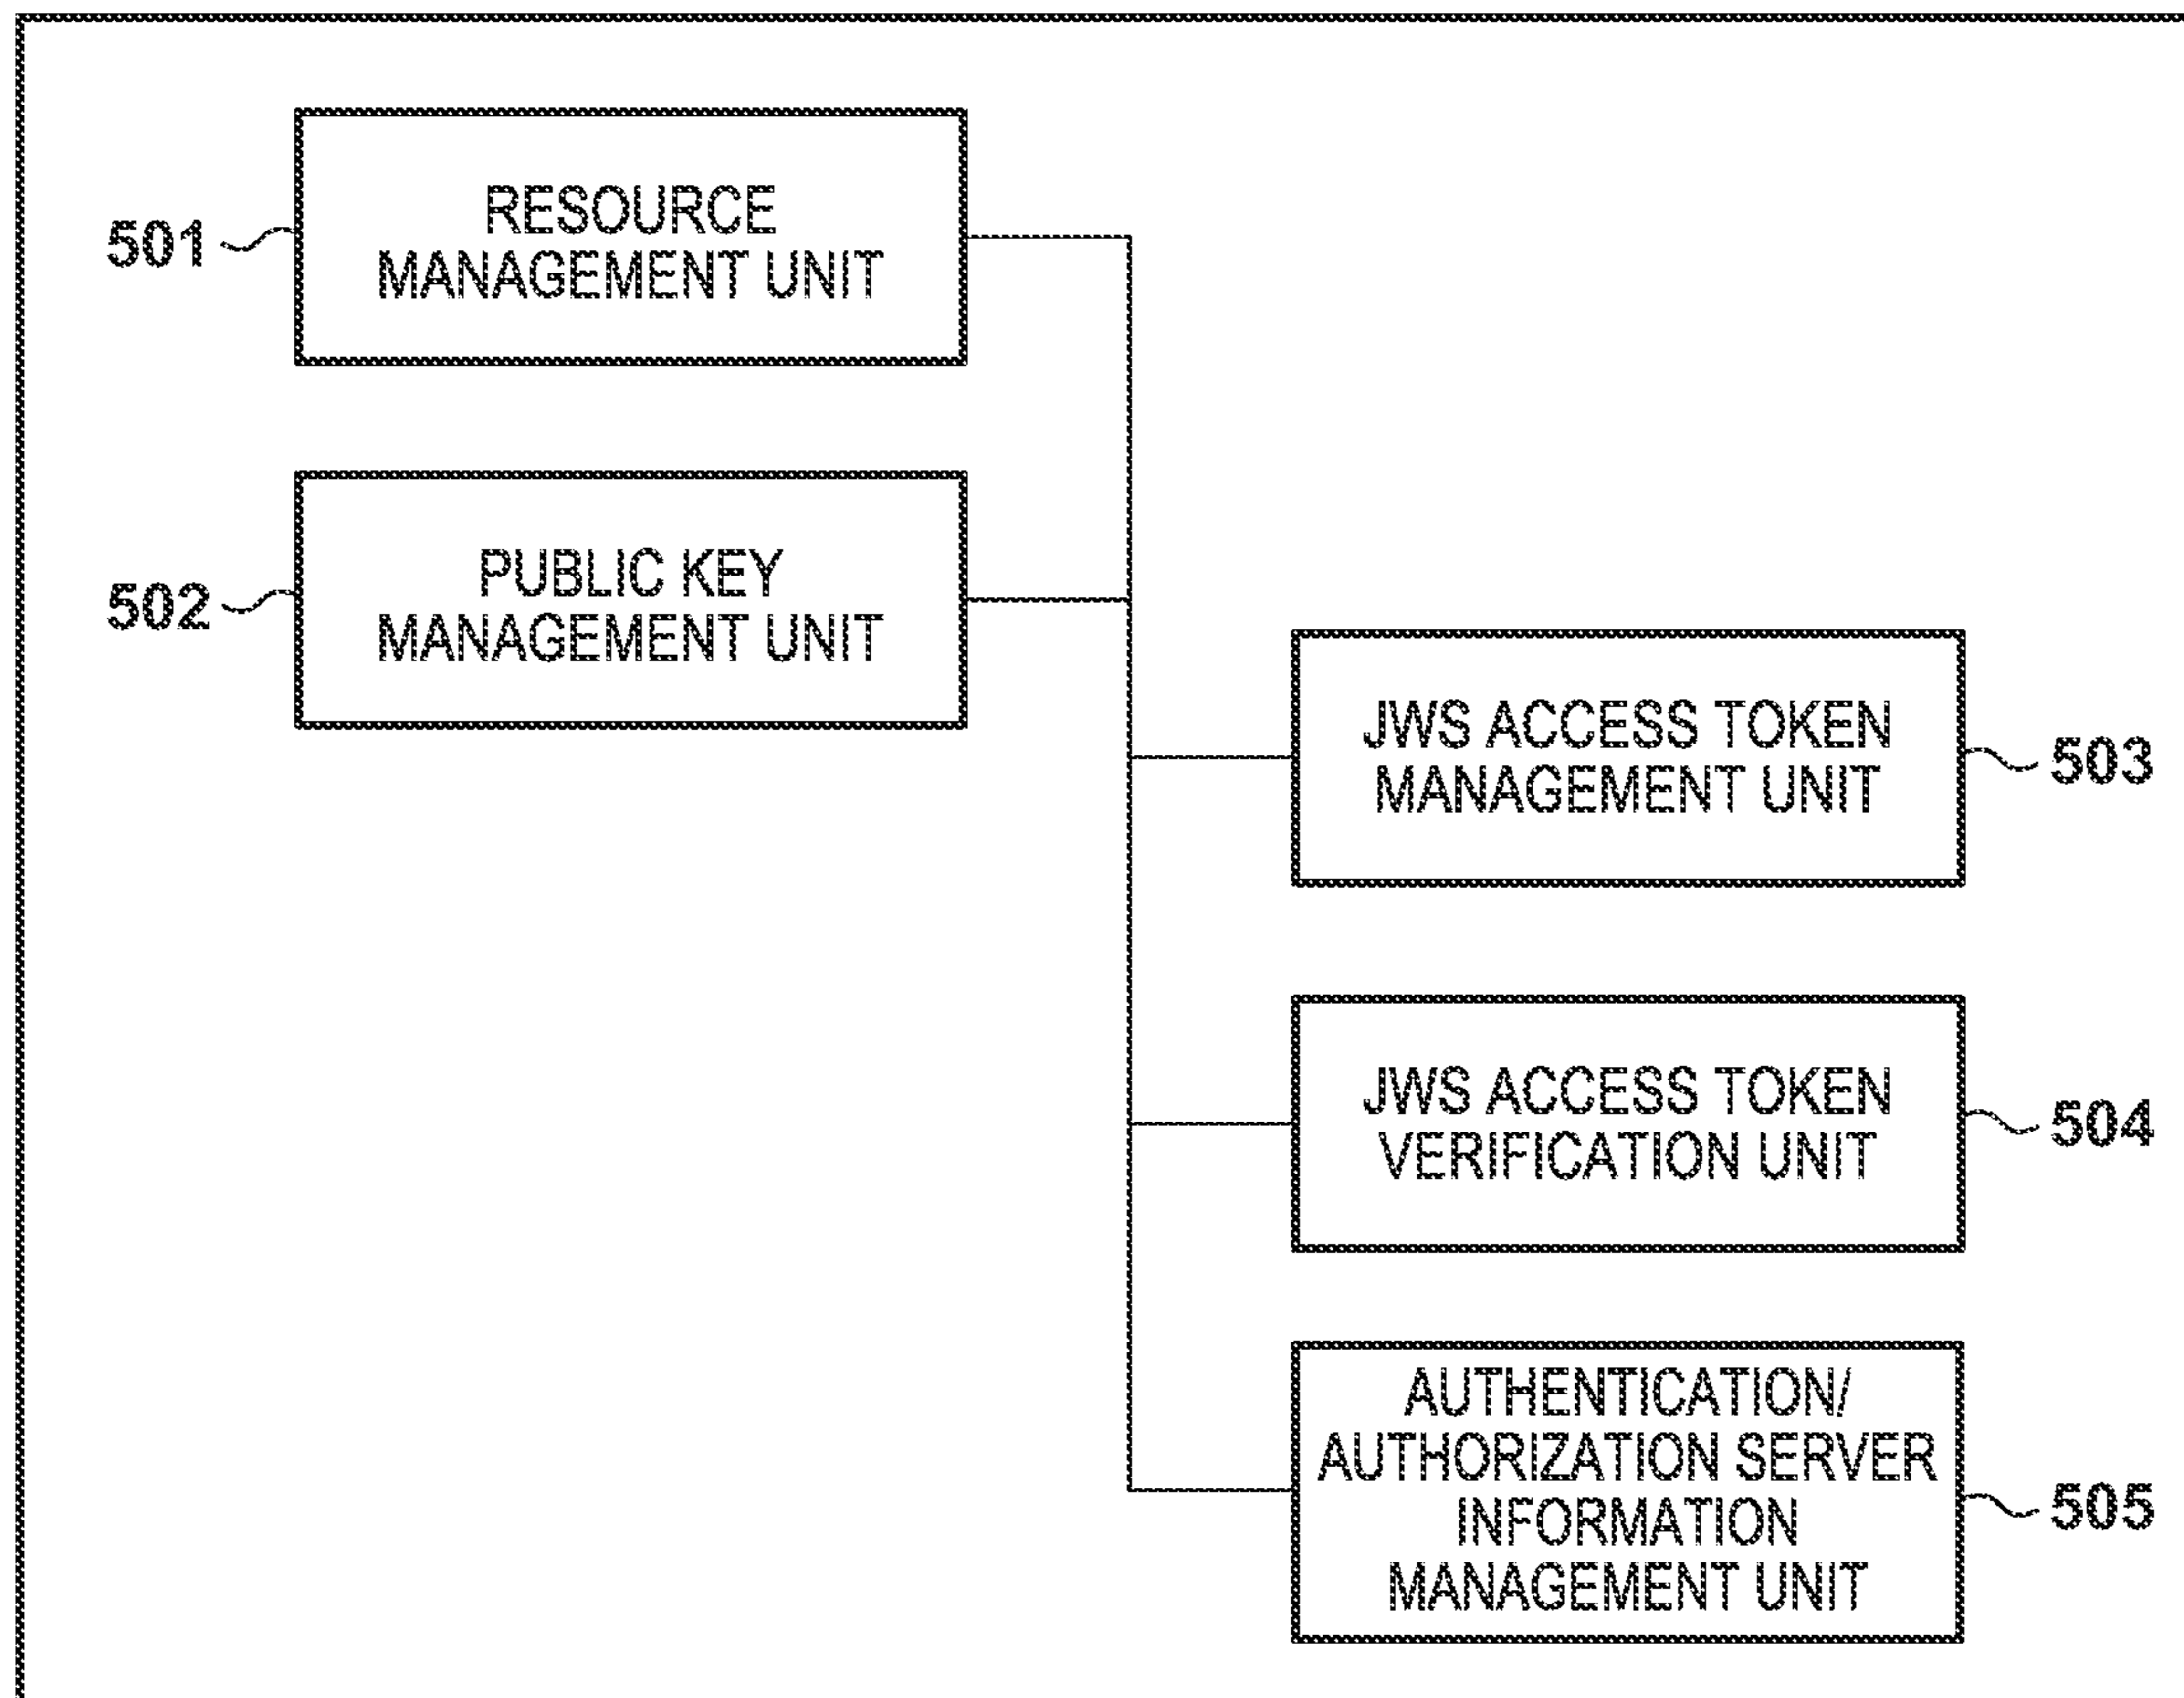 501
RESOURCE
MANAGEMENT UNIT
502
PUBLIC KEY
MANAGEMENT UNIT
JWS ACCESS TOKEN
MANAGEMENT UNIT
503
JWS ACCESS TOKEN
VERIFICATION UNIT
504
AUTHENTICATION/
AUTHORIZATION SERVER
INFORMATION
MANAGEMENT UNIT
505